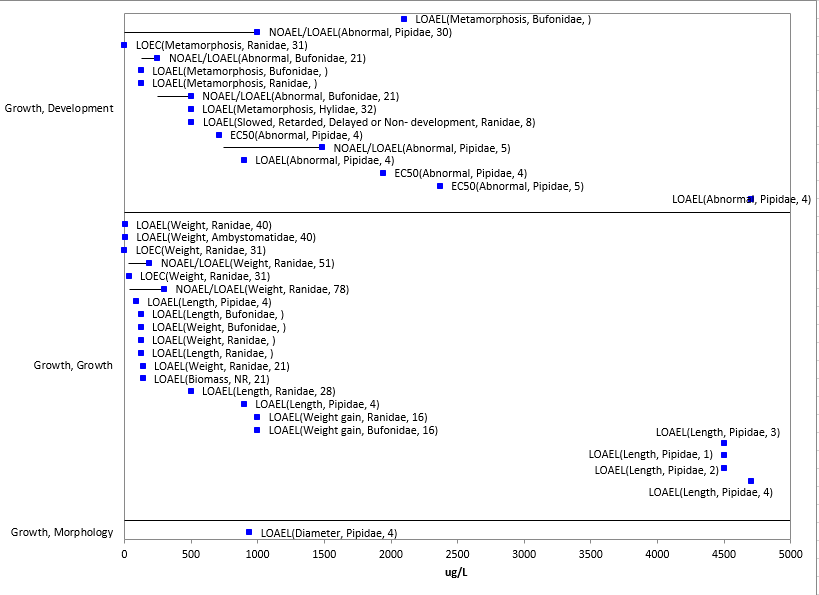 LOAEL(Metamorphosis, Bufonidae, )
NOAEL/LOAEL(Abnormal, Pipidae, 30)
LOEC(Metamorphosis, Ranidae, 31)
NOAEL/LOAEL(Abnormal, Bufonidae, 21)
LOAEL(Metamorphosis, Bufonidae, )
LOAEL(Metamorphosis, Ranidae, )
NOAEL/LOAEL(Abnormal, Bufonidae, 21)
Growth, Development
LOAEL(Metamorphosis, Hylidae, 32)
LOAEL(Slowed, Retarded, Delayed or Non- development, Ranidae, 8)
EC50(Abnormal, Pipidae, 4)
NOAEL/LOAEL(Abnormal, Pipidae, 5)
LOAEL(Abnormal, Pipidae, 4)
EC50(Abnormal, Pipidae, 4)
EC50(Abnormal, Pipidae, 5)
LOAEL(Abnormal, Pipidae, 4)
LOAEL(Weight, Ranidae, 40)
LOAEL(Weight, Ambystomatidae, 40)
LOEC(Weight, Ranidae, 31)
NOAEL/LOAEL(Weight, Ranidae, 51)
LOEC(Weight, Ranidae, 31)
NOAEL/LOAEL(Weight, Ranidae, 78)
LOAEL(Length, Pipidae, 4)
LOAEL(Length, Bufonidae, )
LOAEL(Weight, Bufonidae, )
LOAEL(Weight, Ranidae, )
LOAEL(Length, Ranidae, )
Growth, Growth
LOAEL(Weight, Ranidae, 21)
LOAEL(Biomass, NR, 21)
LOAEL(Length, Ranidae, 28)
LOAEL(Length, Pipidae, 4)
LOAEL(Weight gain, Ranidae, 16)
LOAEL(Weight gain, Bufonidae, 16)
LOAEL(Length, Pipidae, 3)
LOAEL(Length, Pipidae, 1)
LOAEL(Length, Pipidae, 2)
LOAEL(Length, Pipidae, 4)
Growth, Morphology
LOAEL(Diameter, Pipidae, 4)
0 500 1000 1500 2000 2500 3000 3500 4000 4500 5000
ug/L